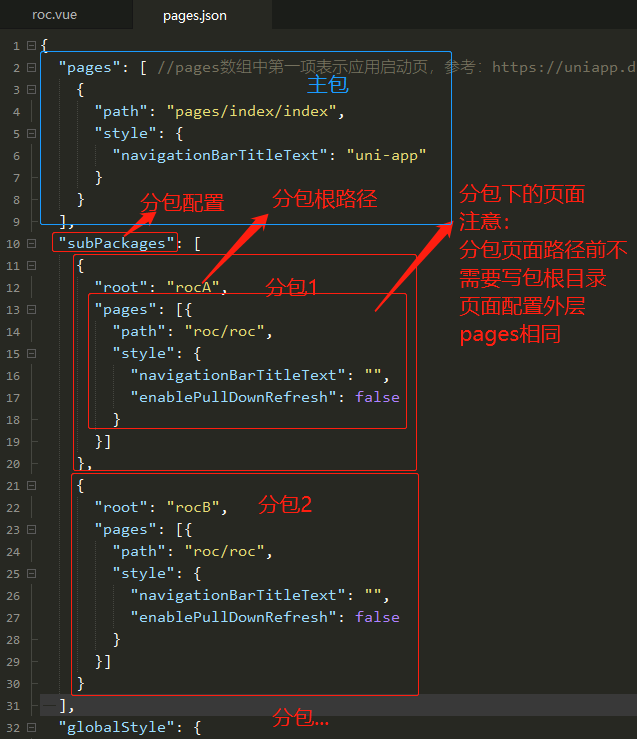 roc.vue pages.json
1 {
2 "pages": [ //pages数组中第一项表示应用启动页，参考：https://uniapp.d
主包
3 {
4 "path": "pages/index/index",
5 "style": {
6 "navigationBarTitleText": "uni-app"
7 }
8 }
9 ],
分包配置
分包根路径
分包下的页面
注意：
分包页面路径前不
需要写包根目录
页面配置外层
pages相同
10 "subPackages": [
11 {
分包1
12 "root": "rocA",
13 "pages": [{
14 "path": "roc/roc",
15 "style": {
16 "navigationBarTitleText": "",
17 "enablePullDownRefresh": false
18 }
19 }]
20 },
21 {
22 "root": "rocB",
分包2
23 "pages": [{
24 "path": "roc/roc",
25 "style": {
26 "navigationBarTitleText": "",
27 "enablePullDownRefresh": false
28 }
29 }]
30 }
31 ],
分包...
32 "globalStyle": {